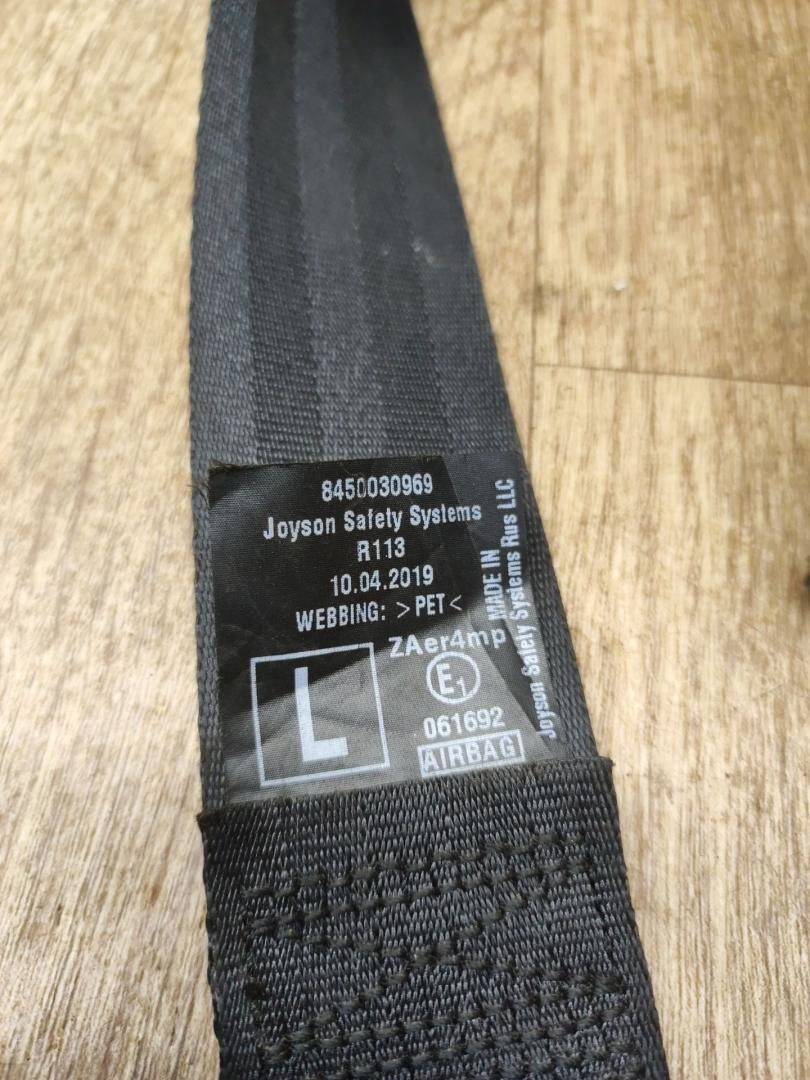 8450030969
Joyson Safety Systems
R113
10.04.2019
WEBBING: >PET<
MADE IN
Joyson Safety Systems Rus LLC
ZAer4mp
L
E1
061692
AIRBAG